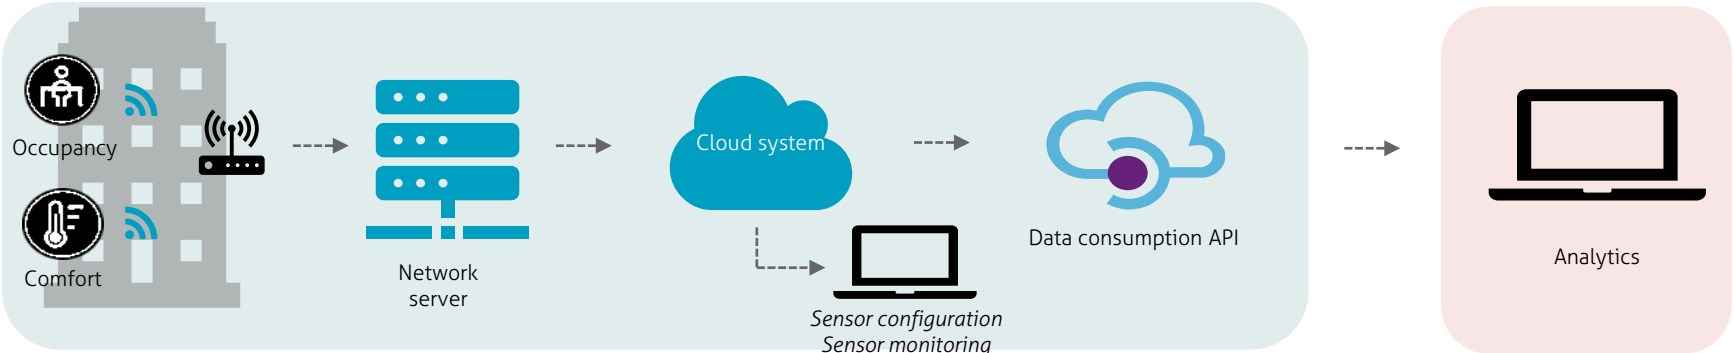 Occupancy
Comfort
Network
server
Cloud system
Sensor configuration
Sensor monitoring
Data consumption API
Analytics